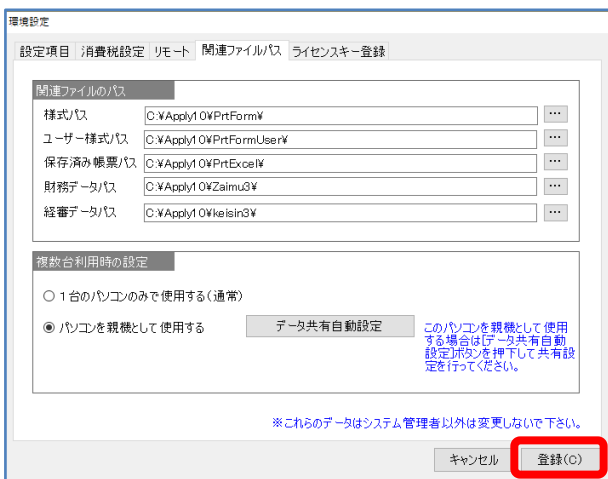 環境設定
設定項目 消費税設定 リモート 関連ファイルパス ライセンスキー登録
関連ファイルのパス
様式パス C:¥Apply10¥PrtForm¥ ...
ユーザー様式パス C:¥Apply10¥PrtFormUser¥ ...
保存済み帳票パス C:¥Apply10¥PrtExcel¥ ...
財務データパス C:¥Apply10¥Zaimu3¥ ...
経審データパス C:¥Apply10¥keisin3¥ ...
複数台利用時の設定
1台のパソコンのみで使用する(通常)
パソコンを親機として使用する データ共有自動設定
このパソコンを親機として使用
する場合は[データ共有自動
設定]ボタンを押下して共有設
定を行ってください。
※これらのデータはシステム管理者以外は変更しないで下さい。
キャンセル 登録(C)